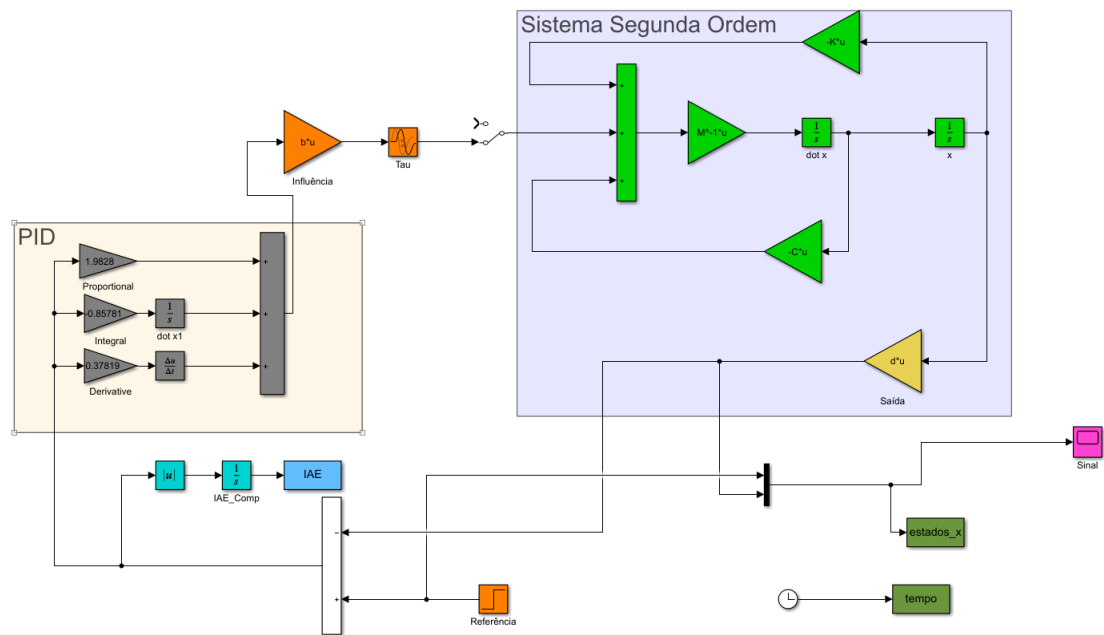 Sistema Segunda Ordem
-K*u
+
+
+
M^-1*u
1
s
dot x
1
s
x
-C*u
b*u
Influência
Tau
PID
1.9828
Proportional
+
-0.85781
Integral
1
s
dot x1
+
0.37819
Derivative
Δu
Δt
+
d*u
Saída
Sinal
|u|
1
s
IAE_Comp
IAE
estados_x
-
+
Referência
tempo